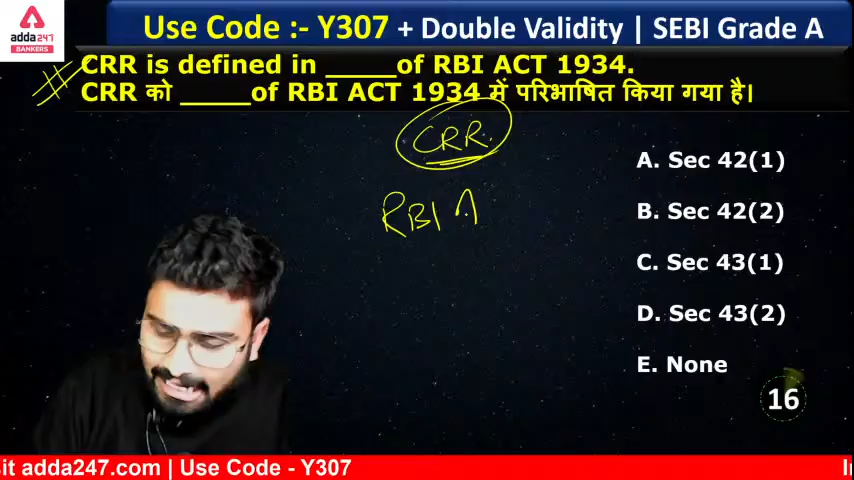 adda247
BANKERS
Use Code :- Y307 + Double Validity | SEBI Grade A
CRR is defined in ____of RBI ACT 1934.
CRR को ____of RBI ACT 1934 में परिभाषित किया गया है।
CRR
RBI A
A. Sec 42(1)
B. Sec 42(2)
C. Sec 43(1)
D. Sec 43(2)
E. None
16
it adda247.com | Use Code - Y307